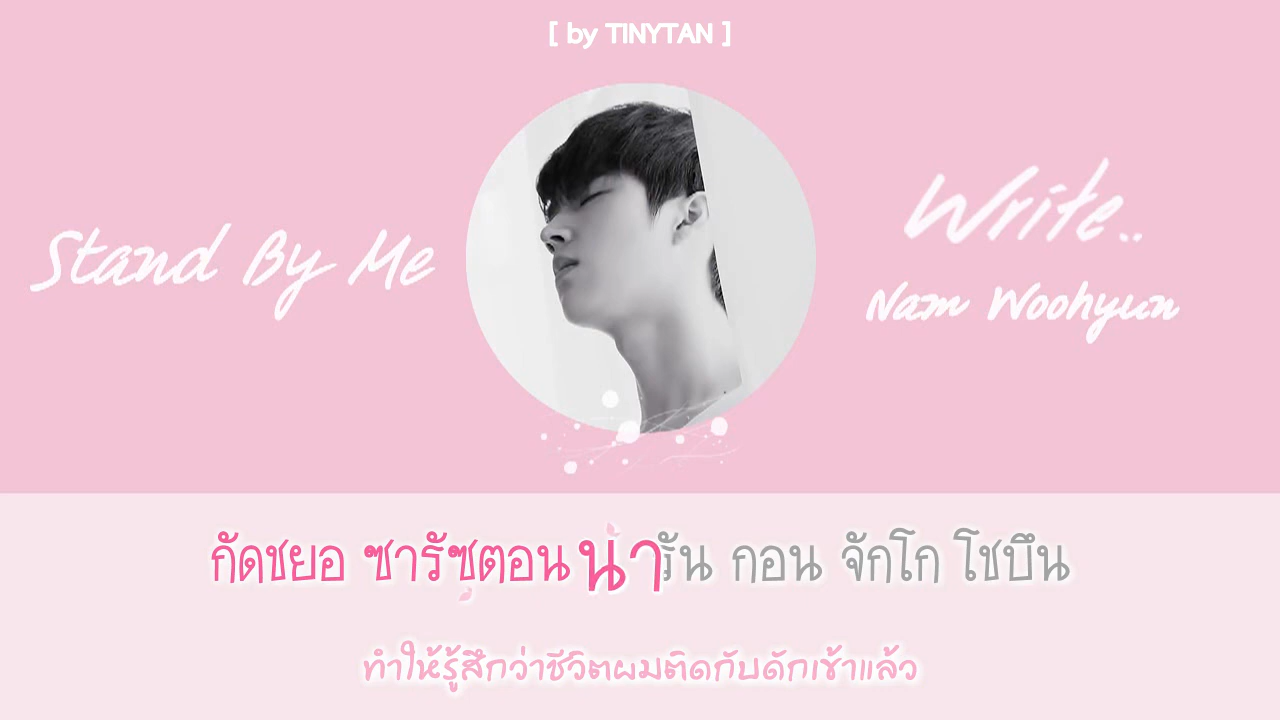 [ by TINYTAN ]
Stand By Me
Write..
Nam Woohyun
กัดชยอ ซารัซตอน นารัน กอน จักโก โชบึน
ทำให้รู้สึกว่าชีวิตผมติดกับดักเข้าแล้ว